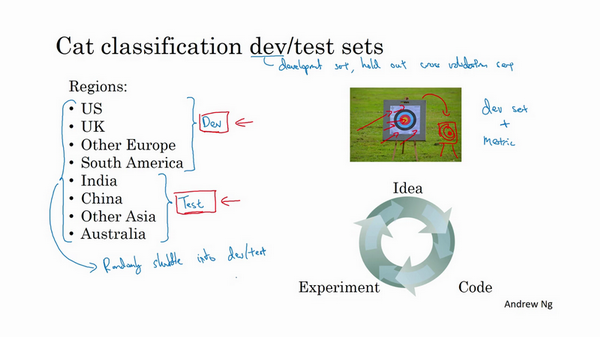 Cat classification dev/test sets
development set, hold out cross validation
Regions:
• US
• UK
• Other Europe
• South America
• India
• China
• Other Asia
• Australia
Dev
Test
Randomly shuffle into dev/test
dev set
+
Metric
Idea
Experiment
Code
Andrew Ng